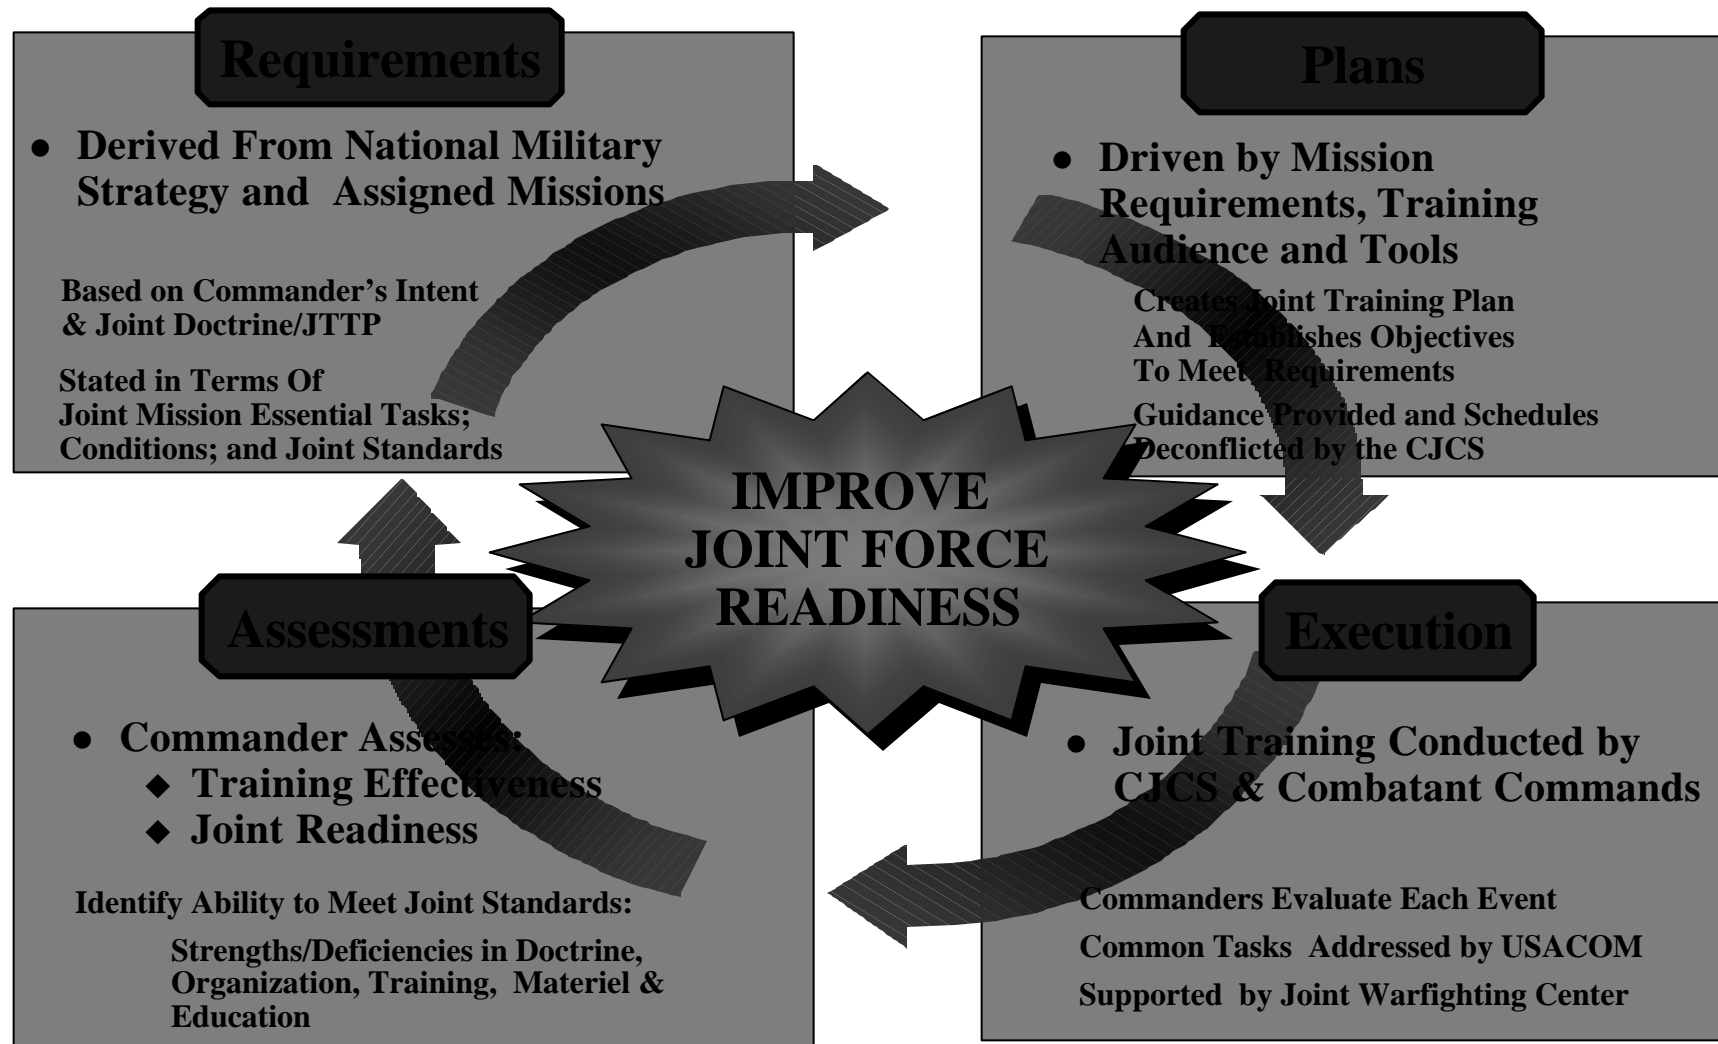 Requirements
● Derived From National Military
Strategy and Assigned Missions
Based on Commander's Intent
& Joint Doctrine/JTTP
Stated in Terms Of
Joint Mission Essential Tasks;
Conditions; and Joint Standards
Plans
● Driven by Mission
Requirements, Training
Audience and Tools
Creates Joint Training Plan
And Establishes Objectives
To Meet Requirements
Guidance Provided and Schedules
Deconflicted by the CJCS
IMPROVE
JOINT FORCE
READINESS
Assessments
● Commander Assesses:
◆ Training Effectiveness
◆ Joint Readiness
Identify Ability to Meet Joint Standards:
Strengths/Deficiencies in Doctrine,
Organization, Training, Materiel &
Education
Execution
● Joint Training Conducted by
CJCS & Combatant Commands
Commanders Evaluate Each Event
Common Tasks Addressed by USACOM
Supported by Joint Warfighting Center